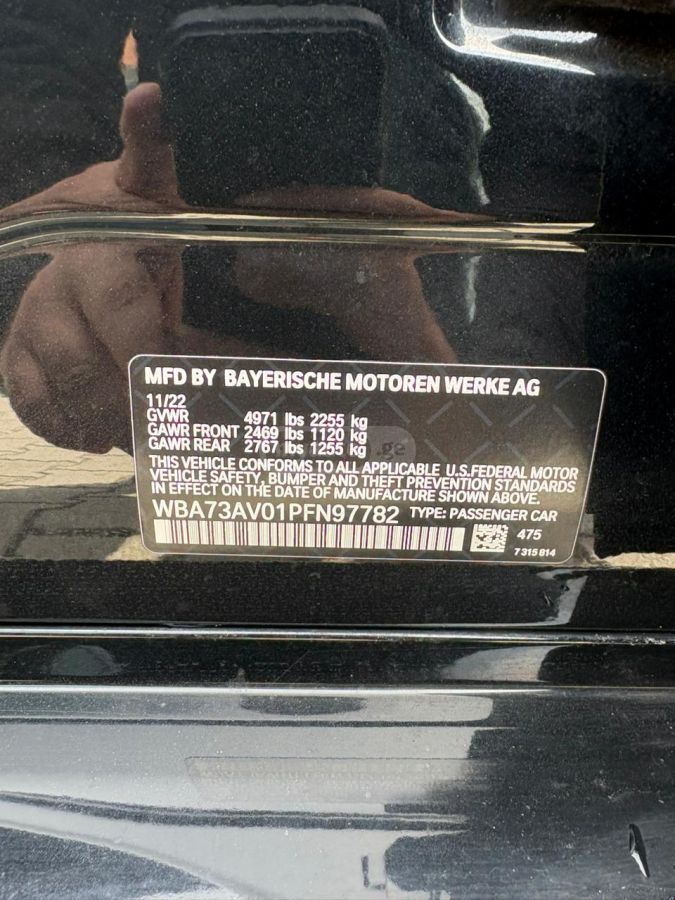 MFD BY BAYERISCHE MOTOREN WERKE AG
11/22
GVWR 4971 lbs 2255 kg
GAWR FRONT 2469 lbs 1120 kg
GAWR REAR 2767 lbs 1255 kg
THIS VEHICLE CONFORMS TO ALL APPLICABLE U.S.FEDERAL MOTOR
VEHICLE SAFETY, BUMPER AND THEFT PREVENTION STANDARDS
IN EFFECT ON THE DATE OF MANUFACTURE SHOWN ABOVE.
WBA73AV01PFN97782 TYPE: PASSENGER CAR
475
7 315 814